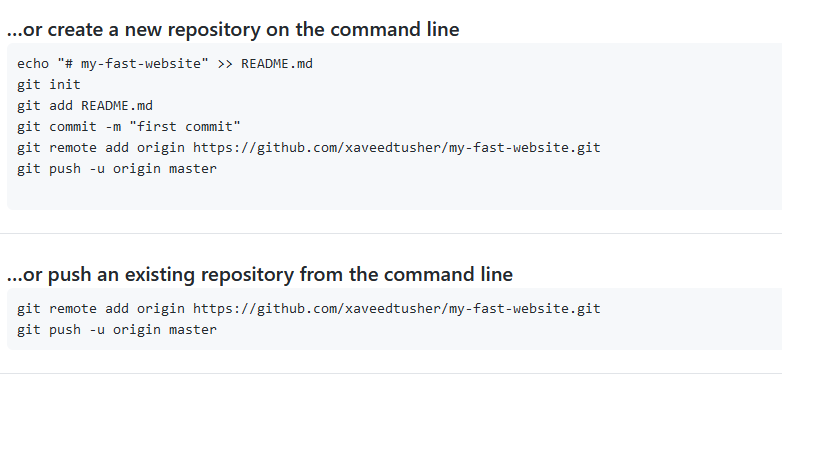 ...or create a new repository on the command line
echo "# my-fast-website" >> README.md
git init
git add README.md
git commit -m "first commit"
git remote add origin https://github.com/xaveedtusher/my-fast-website.git
git push -u origin master
...or push an existing repository from the command line
git remote add origin https://github.com/xaveedtusher/my-fast-website.git
git push -u origin master